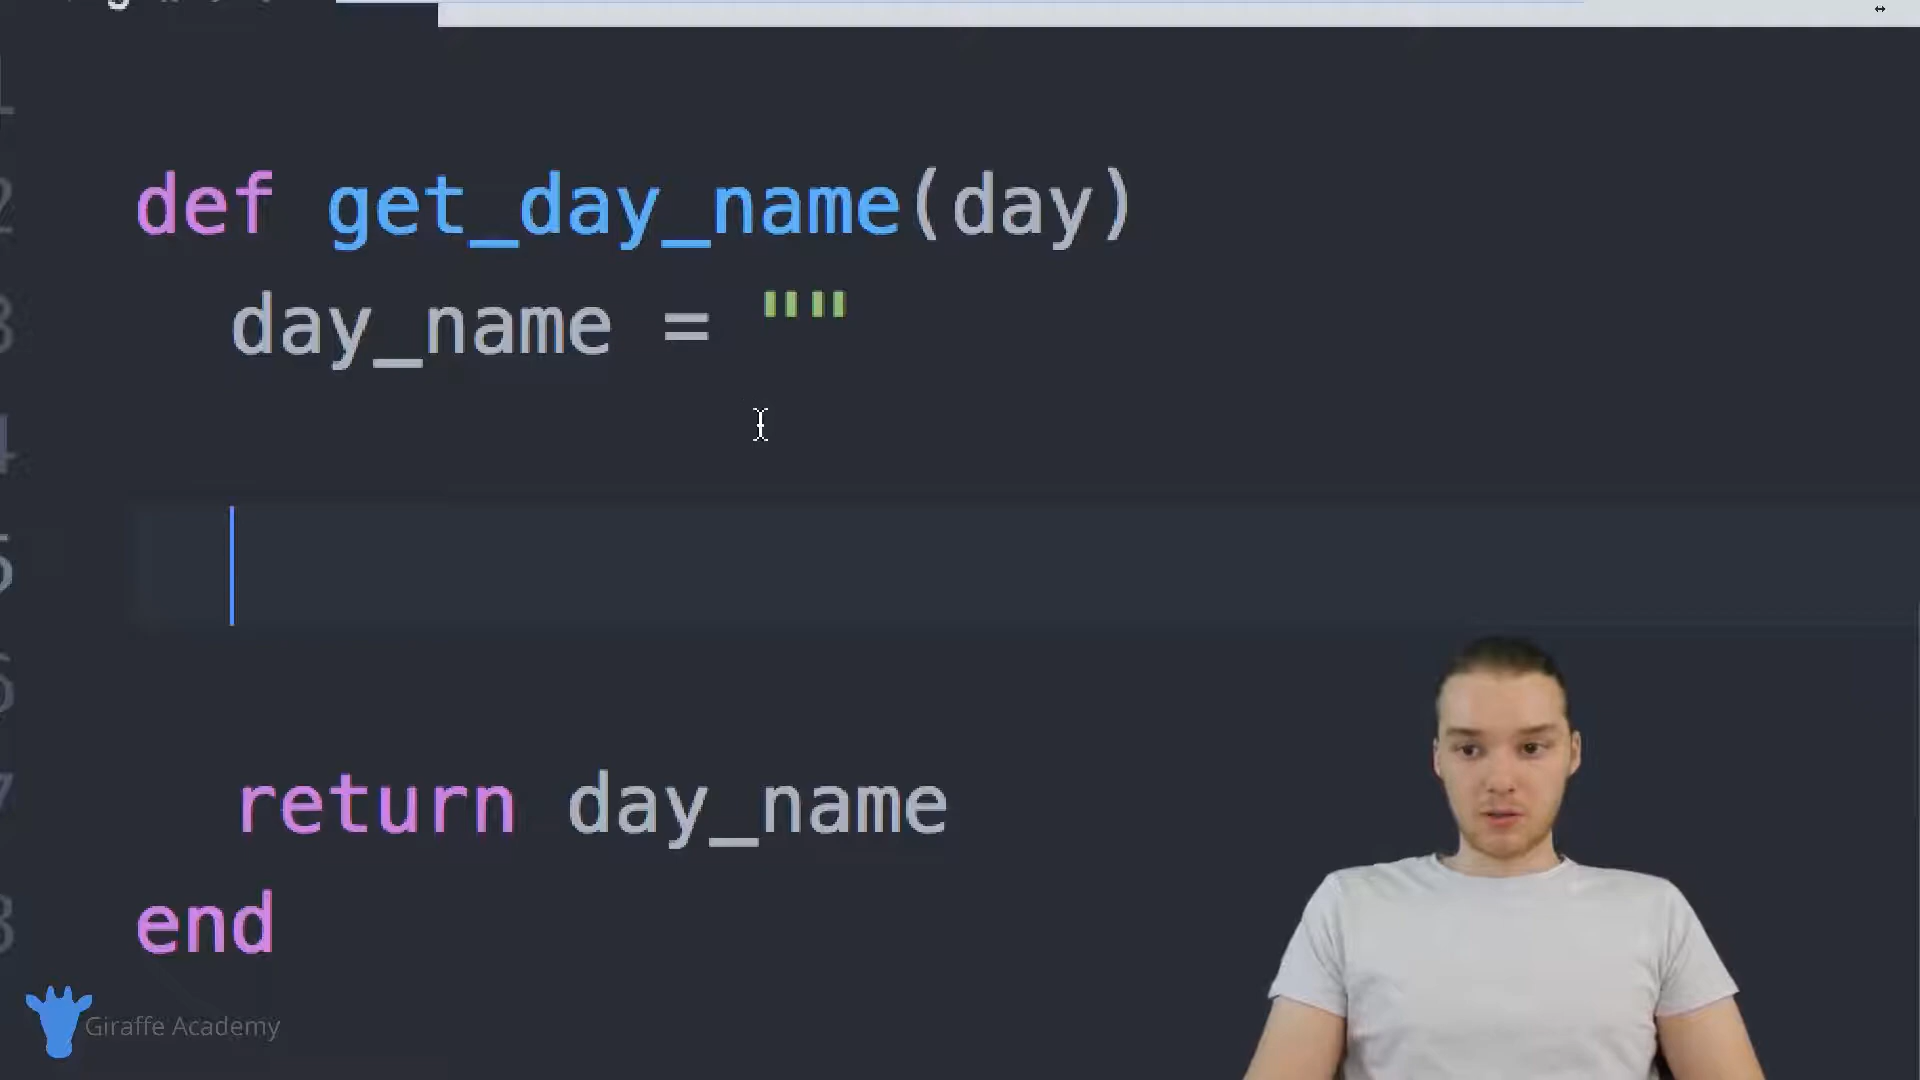 def get_day_name(day)
day_name = ""
return day_name
end
Giraffe Academy